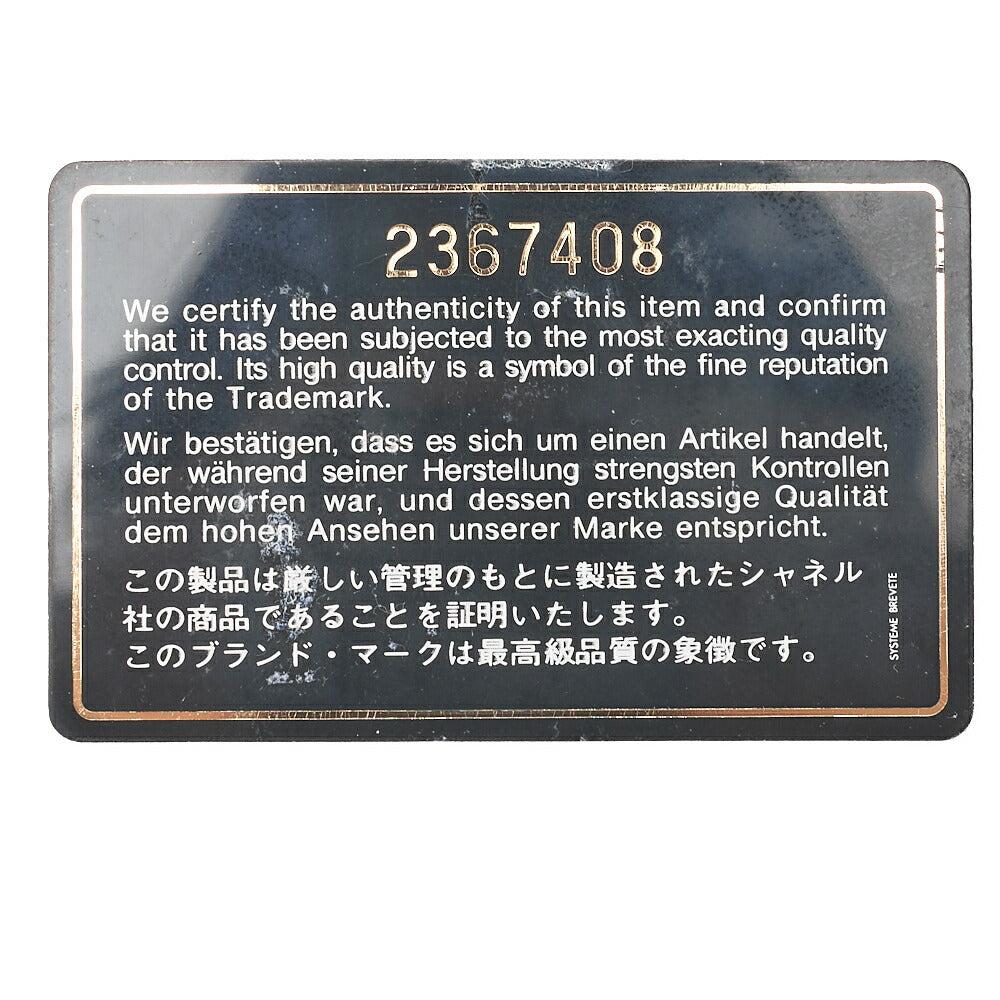 2367408
We certify the authenticity of this item and confirm
that it has been subjected to the most exacting quality
control. Its high quality is a symbol of the fine reputation
of the Trademark.
Wir bestätigen, dass es sich um einen Artikel handelt,
der während seiner Herstellung strengsten Kontrollen
unterworfen war, und dessen erstklassige Qualität
dem hohen Ansehen unserer Marke entspricht.
この製品は厳しい管理のもとに製造されたシャネル
社の商品であることを証明いたします。
このブランド・マークは最高級品質の象徴です。
SYSTEME BREVETE